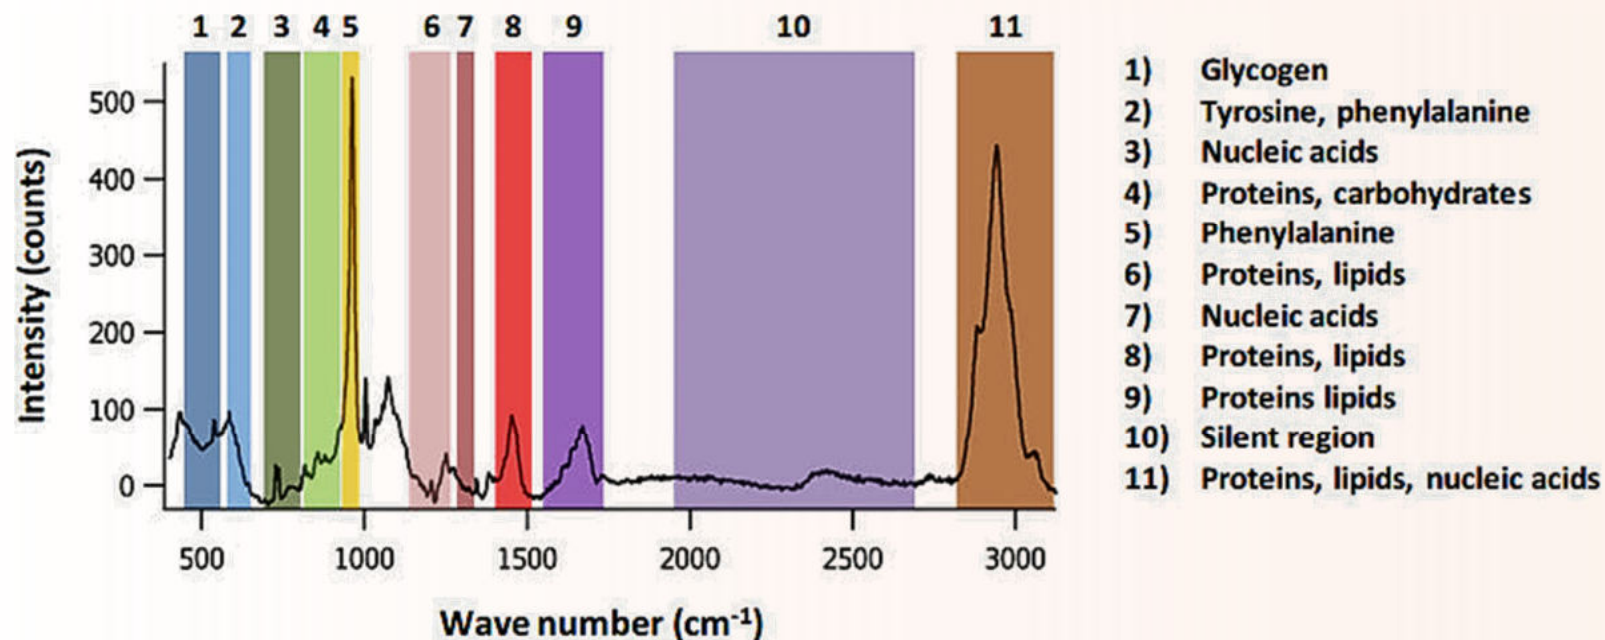 1 2 3 4 5 6 7 8 9 10 11
Intensity (counts)
500
400
300
200
100
0
500 1000 1500 2000 2500 3000
Wave number (cm⁻¹)
1) Glycogen
2) Tyrosine, phenylalanine
3) Nucleic acids
4) Proteins, carbohydrates
5) Phenylalanine
6) Proteins, lipids
7) Nucleic acids
8) Proteins, lipids
9) Proteins lipids
10) Silent region
11) Proteins, lipids, nucleic acids